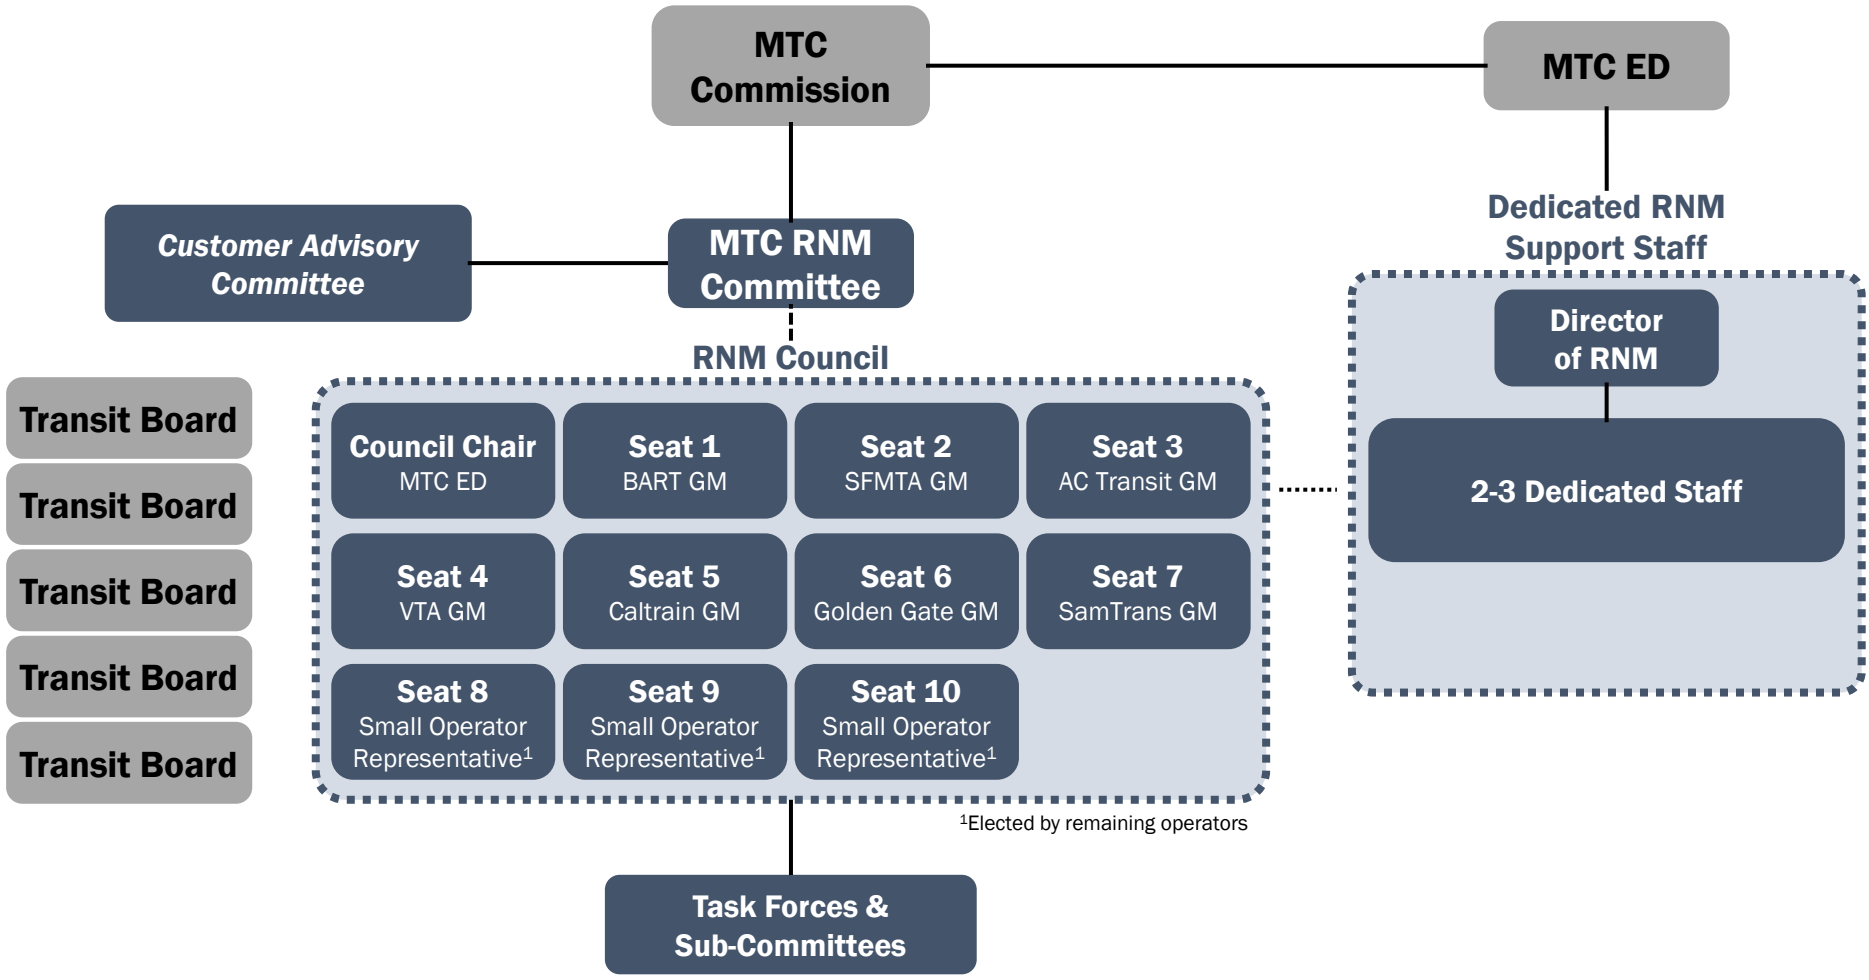 MTC
Commission
MTC ED
Customer Advisory
Committee
MTC RNM
Committee
Dedicated RNM
Support Staff
Director
of RNM
2-3 Dedicated Staff
RNM Council
Transit Board
Transit Board
Transit Board
Transit Board
Transit Board
Council Chair
MTC ED
Seat 1
BART GM
Seat 2
SFMTA GM
Seat 3
AC Transit GM
Seat 4
VTA GM
Seat 5
Caltrain GM
Seat 6
Golden Gate GM
Seat 7
SamTrans GM
Seat 8
Small Operator
Representative¹
Seat 9
Small Operator
Representative¹
Seat 10
Small Operator
Representative¹
¹Elected by remaining operators
Task Forces &
Sub-Committees